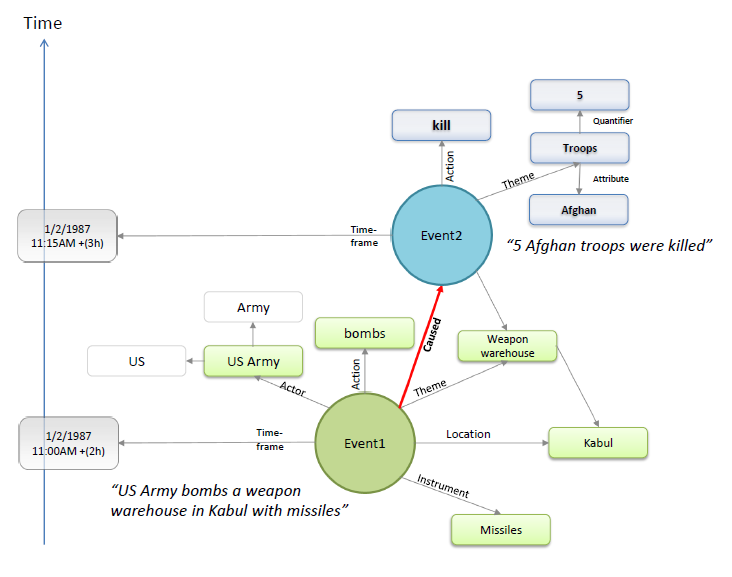 Time
5
Quantifier
kill
Troops
Action
Theme
Attribute
Afghan
1/2/1987
11:15AM +(3h)
Time-
frame
Event2
“5 Afghan troops were killed”
Army
bombs
Caused
US
US Army
Weapon
warehouse
Actor
Action
Theme
1/2/1987
11:00AM +(2h)
Time-
frame
Event1
Location
Kabul
“US Army bombs a weapon
warehouse in Kabul with missiles”
Instrument
Missiles